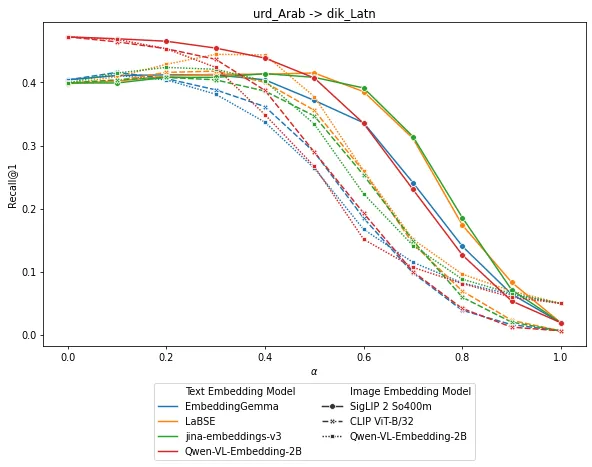 urd_Arab -> dik_Latn
0.4
0.3
0.2
0.1
0.0
Recall@1
0.0 0.2 0.4 0.6 0.8 1.0
α
Text Embedding Model Image Embedding Model
EmbeddingGemma SigLIP 2 So400m
LaBSE CLIP ViT-B/32
jina-embeddings-v3 Qwen-VL-Embedding-2B
Qwen-VL-Embedding-2B